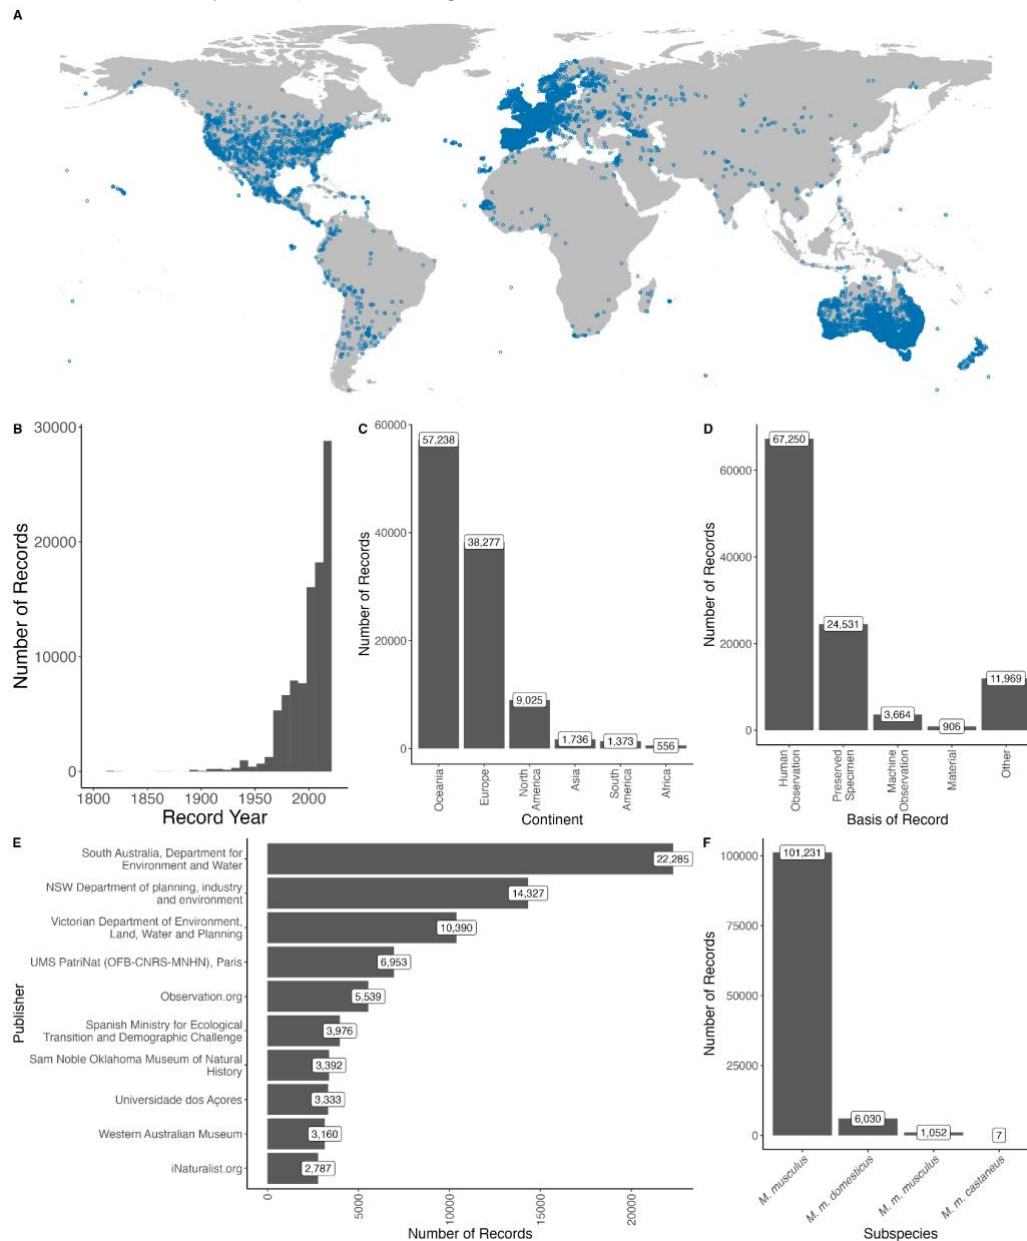 A
B
30000
20000
10000
0
Number of Records
1800
1850
1900
1950
2000
Record Year
C
60000
40000
20000
0
Number of Records
57,238
38,277
9,025
1,736
1,373
556
Oceania
Europe
North
America
Asia
South
America
Africa
Continent
D
60000
40000
20000
0
Number of Records
67,250
24,531
3,664
906
11,969
Human
Observation
Preserved
Specimen
Machine
Observation
Material
Other
Basis of Record
E
Publisher
South Australia, Department for
Environment and Water
22,285
NSW Department of planning, industry
and environment
14,327
Victorian Department of Environment,
Land, Water and Planning
10,390
UMS PatriNat (OFB-CNRS-MNHN), Paris
6,953
Observation.org
5,539
Spanish Ministry for Ecological
Transition and Demographic Challenge
3,976
Sam Noble Oklahoma Museum of Natural
History
3,392
Universidade dos Açores
3,333
Western Australian Museum
3,160
iNaturalist.org
2,787
0
5000
10000
15000
20000
Number of Records
F
100000
75000
50000
25000
0
Number of Records
101,231
6,030
1,052
7
M. musculus
M. m. domesticus
M. m. musculus
M. m. castaneus
Subspecies